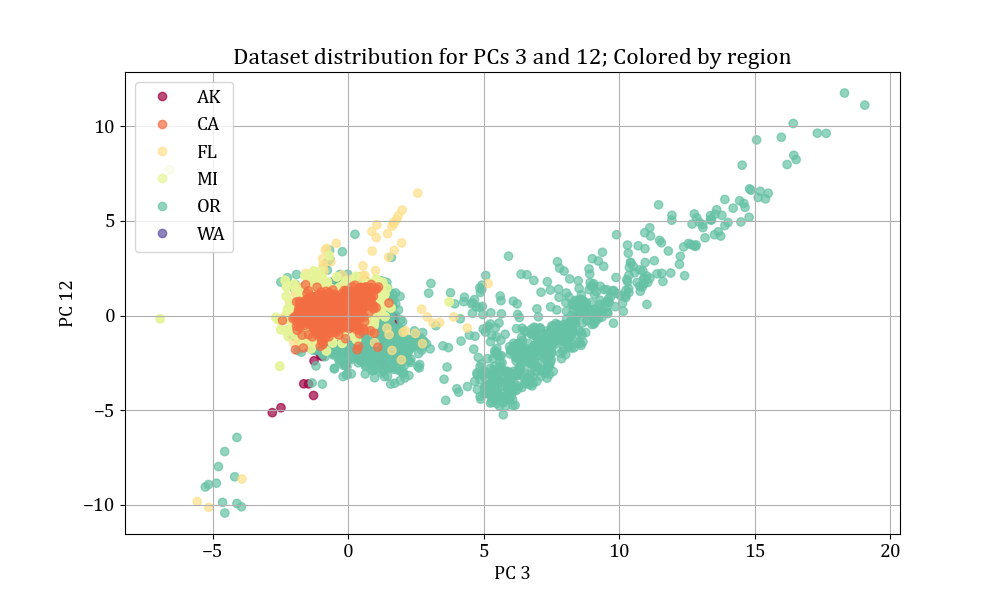 Dataset distribution for PCs 3 and 12; Colored by region
AK
CA
FL
MI
OR
WA
10
5
0
−5
−10
PC 12
−5 0 5 10 15 20
PC 3